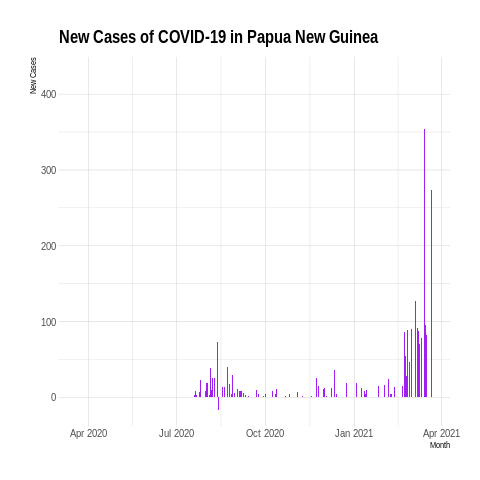 New Cases of COVID-19 in Papua New Guinea
New Cases
400
300
200
100
0
Apr 2020 Jul 2020 Oct 2020 Jan 2021 Apr 2021
Month